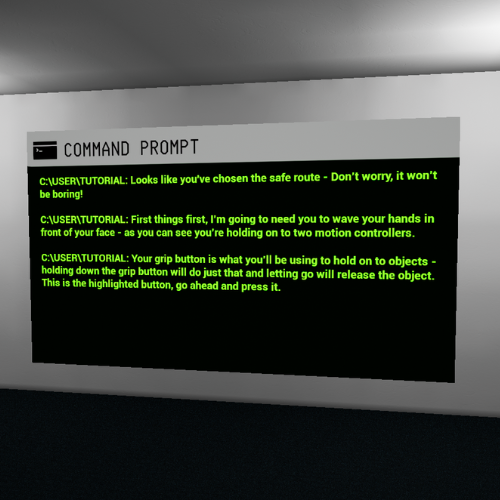 COMMAND PROMPT
C:\USER\TUTORIAL: Looks like you've chosen the safe route - Don't worry, it won't
be boring!
C:\USER\TUTORIAL: First things first, I'm going to need you to wave your hands in
front of your face - as you can see you're holding on to two motion controllers.
C:\USER\TUTORIAL: Your grip button is what you'll be using to hold on to objects -
holding down the grip button will do just that and letting go will release the object.
This is the highlighted button, go ahead and press it.